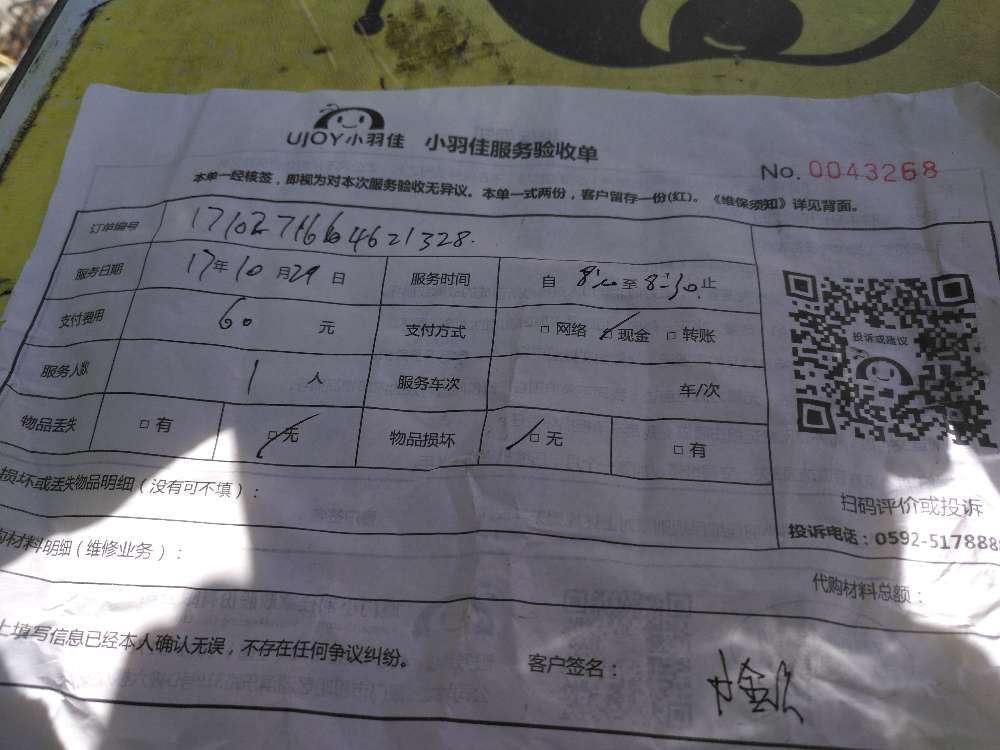 UJOY小羽佳 小羽佳服务验收单
No. 0043268
本单一经核签，即视为对本次服务验收无异议。本单一式两份，客户留存一份(红)。《维保须知》详见背面。
订单编号
服务日期 17年10月29日 服务时间 自 8:00至8:30止
支付费用 60 元 支付方式 □网络 □现金 □转账
投诉或建议
服务人数 1 人 服务车次 车/次
物品丢失 □有 □无 物品损坏 □无 □有
损坏或丢失物品明细（没有可不填）：
扫码评价或投诉
投诉电话：0592-517888
购材料明细（维修业务）：
代购材料总额：
上填写信息已经本人确认无误，不存在任何争议纠纷。
客户签名：